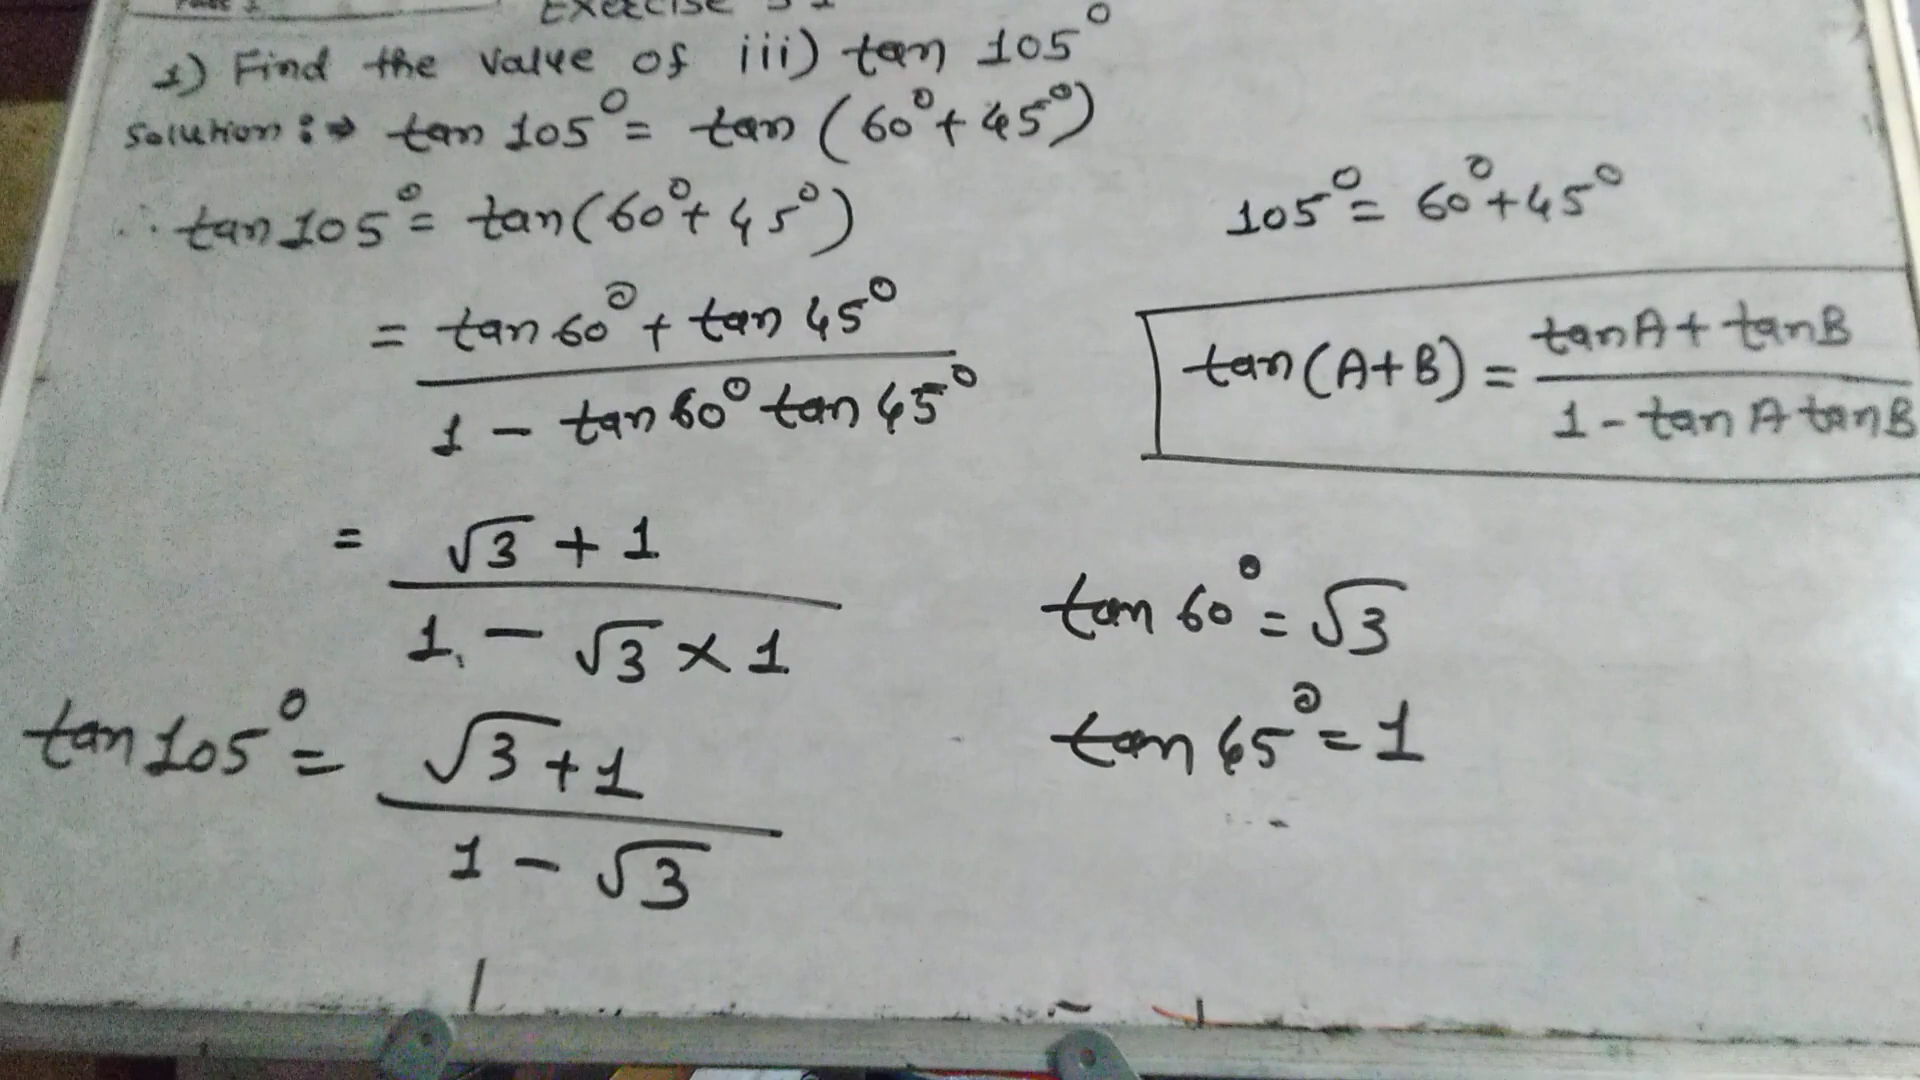 Exercise 3
1) Find the value of iii) tan 105°
Solution :⇒ tan 105° = tan (60° + 45°)
∴ tan 105° = tan (60° + 45°)
105° = 60° + 45°
= tan 60° + tan 45°
1 - tan 60° tan 45°
tan (A+B) = tanA + tanB
1 - tan A tanB
= √3 + 1
1 - √3 × 1
tan 60° = √3
tan 45° = 1
tan 105° = √3 + 1
1 - √3